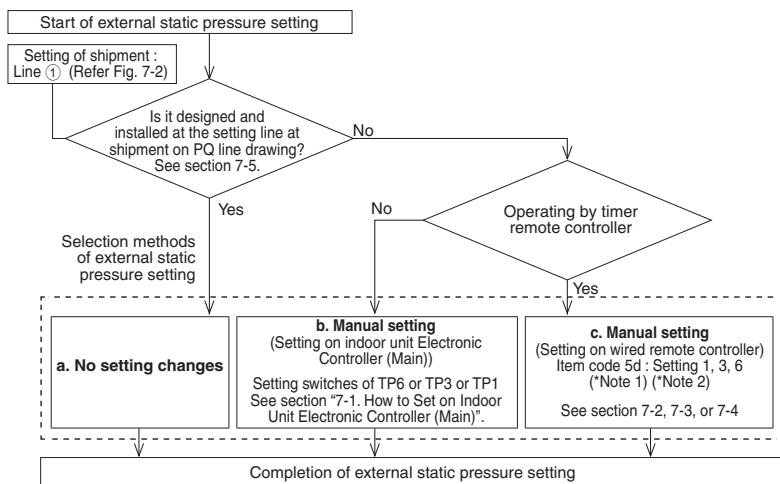 Start of external static pressure setting
Setting of shipment :
Line ① (Refer Fig. 7-2)
Is it designed and
installed at the setting line at
shipment on PQ line drawing?
See section 7-5.
No
Yes
Operating by timer
remote controller
No
Yes
Selection methods
of external static
pressure setting
a. No setting changes
b. Manual setting
(Setting on indoor unit Electronic
Controller (Main))
Setting switches of TP6 or TP3 or TP1
See section "7-1. How to Set on Indoor
Unit Electronic Controller (Main)".
c. Manual setting
(Setting on wired remote controller)
Item code 5d : Setting 1, 3, 6
(*Note 1) (*Note 2)
See section 7-2, 7-3, or 7-4
Completion of external static pressure setting